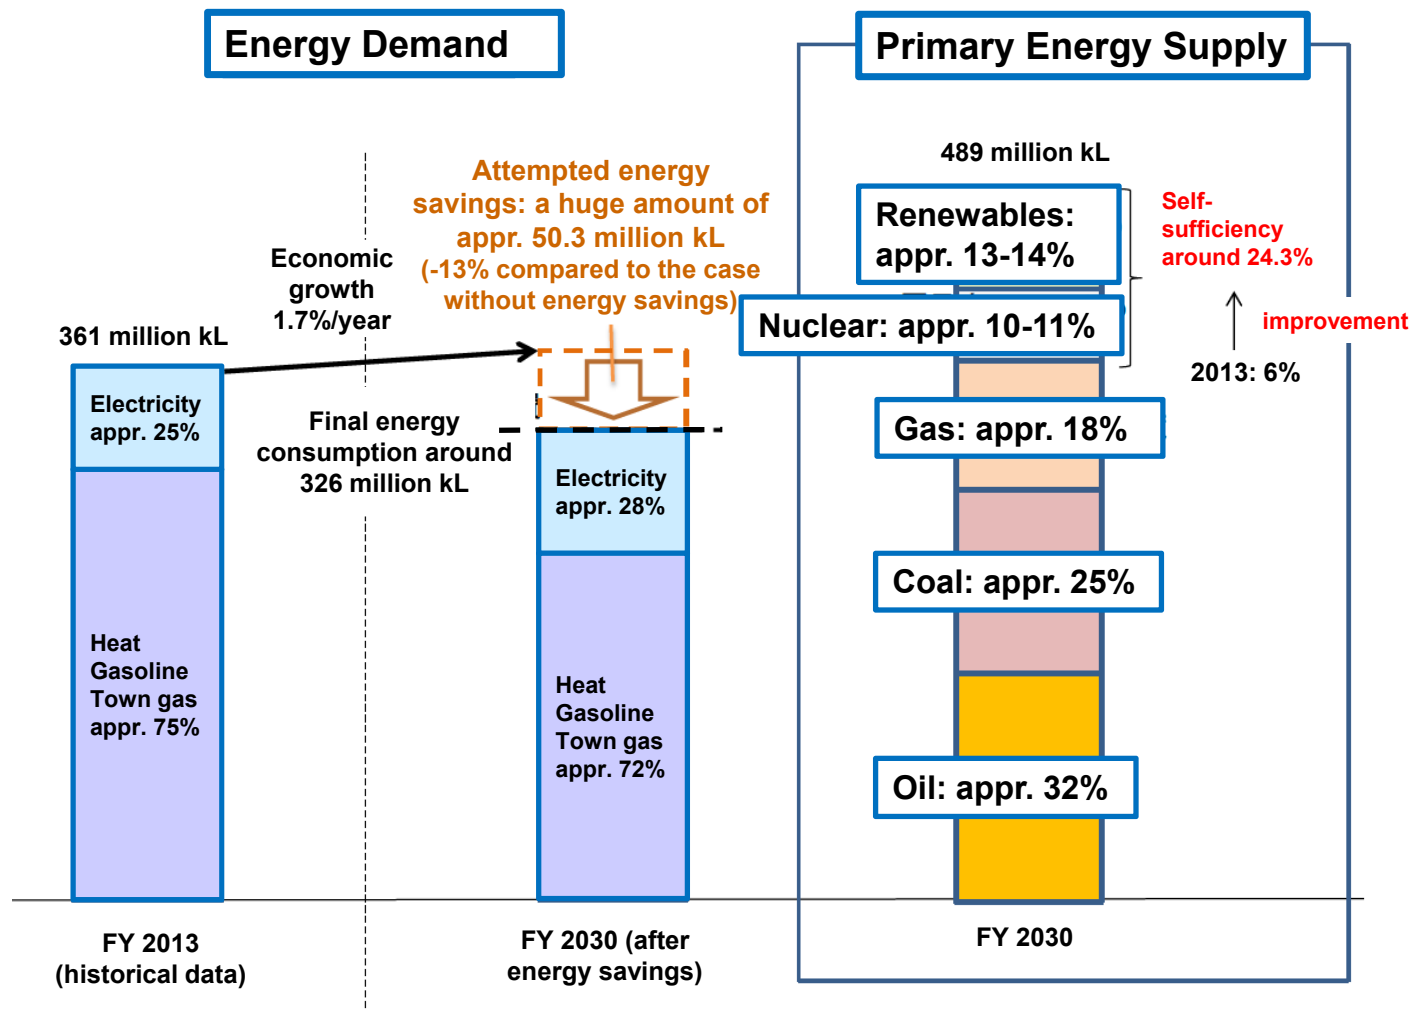 Energy Demand
Primary Energy Supply
361 million kL
Electricity
appr. 25%
Heat
Gasoline
Town gas
appr. 75%
FY 2013
(historical data)
Economic
growth
1.7%/year
Final energy
consumption around
326 million kL
Attempted energy
savings: a huge amount of
appr. 50.3 million kL
(-13% compared to the case
without energy savings)
Electricity
appr. 28%
Heat
Gasoline
Town gas
appr. 72%
FY 2030 (after
energy savings)
489 million kL
Renewables:
appr. 13-14%
Nuclear: appr. 10-11%
Gas: appr. 18%
Coal: appr. 25%
Oil: appr. 32%
FY 2030
Self-
sufficiency
around 24.3%
improvement
2013: 6%